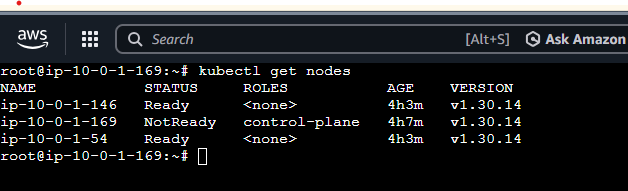 aws Search [Alt+S] Ask Amazon
root@ip-10-0-1-169:~# kubectl get nodes
NAME STATUS ROLES AGE VERSION
ip-10-0-1-146 Ready <none> 4h3m v1.30.14
ip-10-0-1-169 NotReady control-plane 4h7m v1.30.14
ip-10-0-1-54 Ready <none> 4h3m v1.30.14
root@ip-10-0-1-169:~#